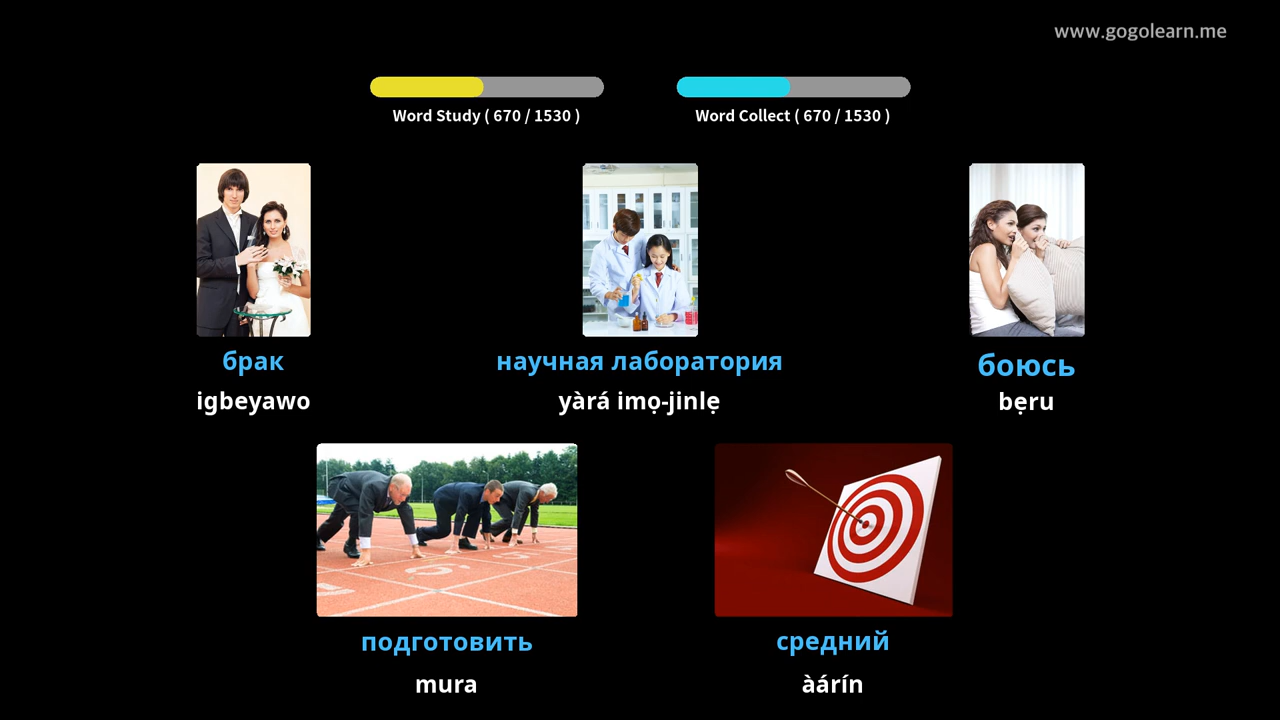 www.gogolearn.me
Word Study ( 670 / 1530 )
Word Collect ( 670 / 1530 )
брак
научная лаборатория
боюсь
igbeyawo
yàrá imọ-jinlẹ
bẹru
подготовить
средний
mura
àárín